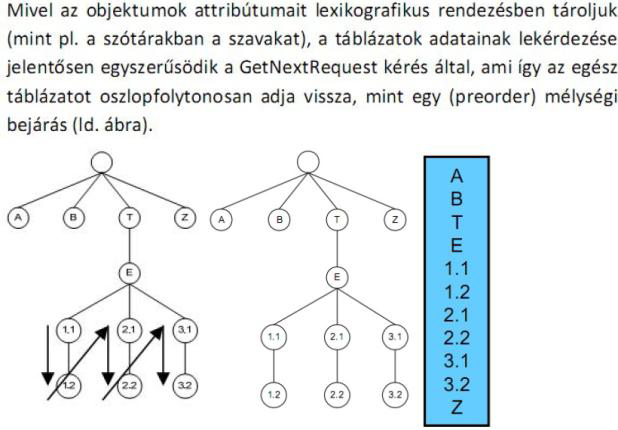 Mivel az objektumok attribútumait lexikografikus rendezésben tároljuk
(mint pl. a szótárakban a szavakat), a táblázatok adatainak lekérdezése
jelentősen egyszerűsödik a GetNextRequest kérés által, ami így az egész
táblázatot oszlopfolytonosan adja vissza, mint egy (preorder) mélységi
bejárás (ld. ábra).
A B T Z
E
1.1 2.1 3.1
1.2 2.2 3.2
A B T Z
E
1.1 2.1 3.1
1.2 2.2 3.2
A
B
T
E
1.1
1.2
2.1
2.2
3.1
3.2
Z